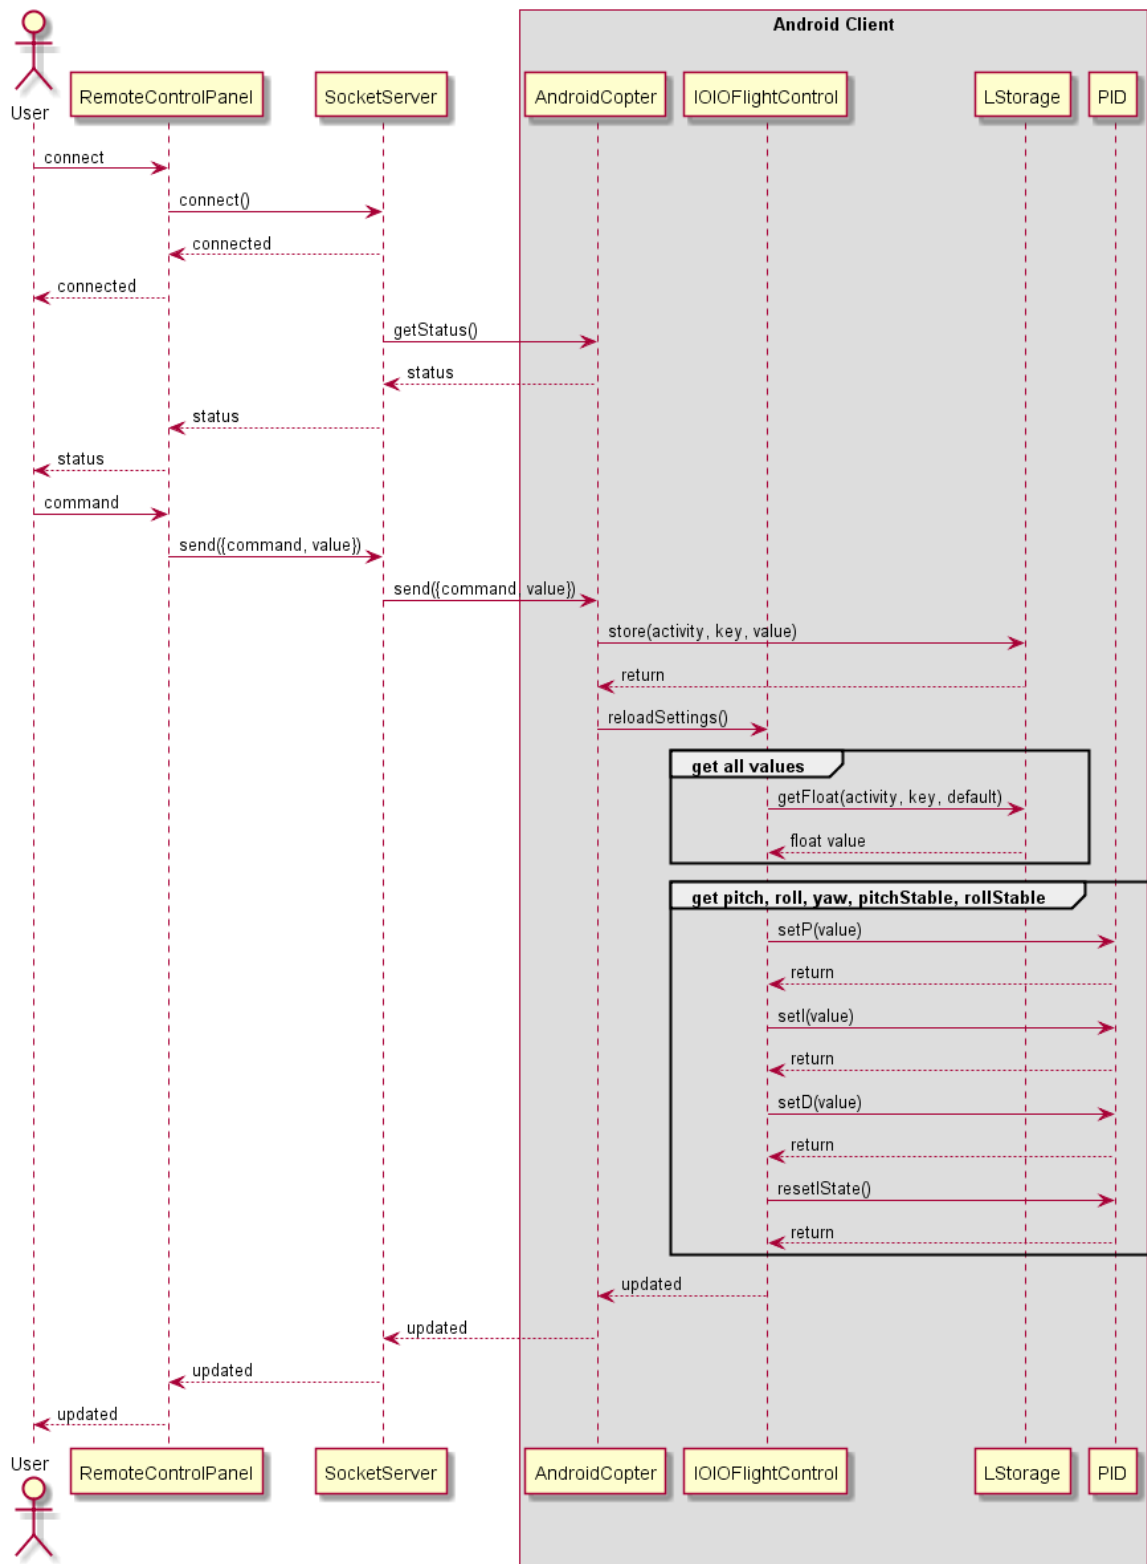 Android Client
User
RemoteControlPanel
SocketServer
AndroidCopter
IOIOFlightControl
LStorage
PID
connect
connect()
connected
connected
getStatus()
status
status
status
command
send({command, value})
send({command, value})
store(activity, key, value)
return
reloadSettings()
get all values
getFloat(activity, key, default)
float value
get pitch, roll, yaw, pitchStable, rollStable
setP(value)
return
setI(value)
return
setD(value)
return
resetIState()
return
updated
updated
updated
updated
User
RemoteControlPanel
SocketServer
AndroidCopter
IOIOFlightControl
LStorage
PID